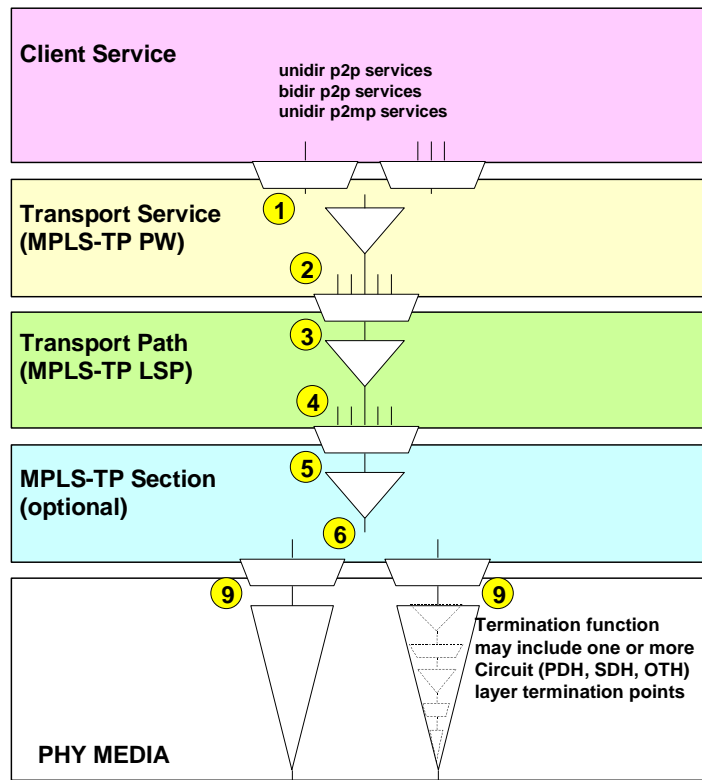 Client Service
unidir p2p services
bidir p2p services
unidir p2mp services
1
Transport Service
(MPLS-TP PW)
2
3
Transport Path
(MPLS-TP LSP)
4
5
MPLS-TP Section
(optional)
6
9
9
Termination function
may include one or more
Circuit (PDH, SDH, OTH)
layer termination points
PHY MEDIA